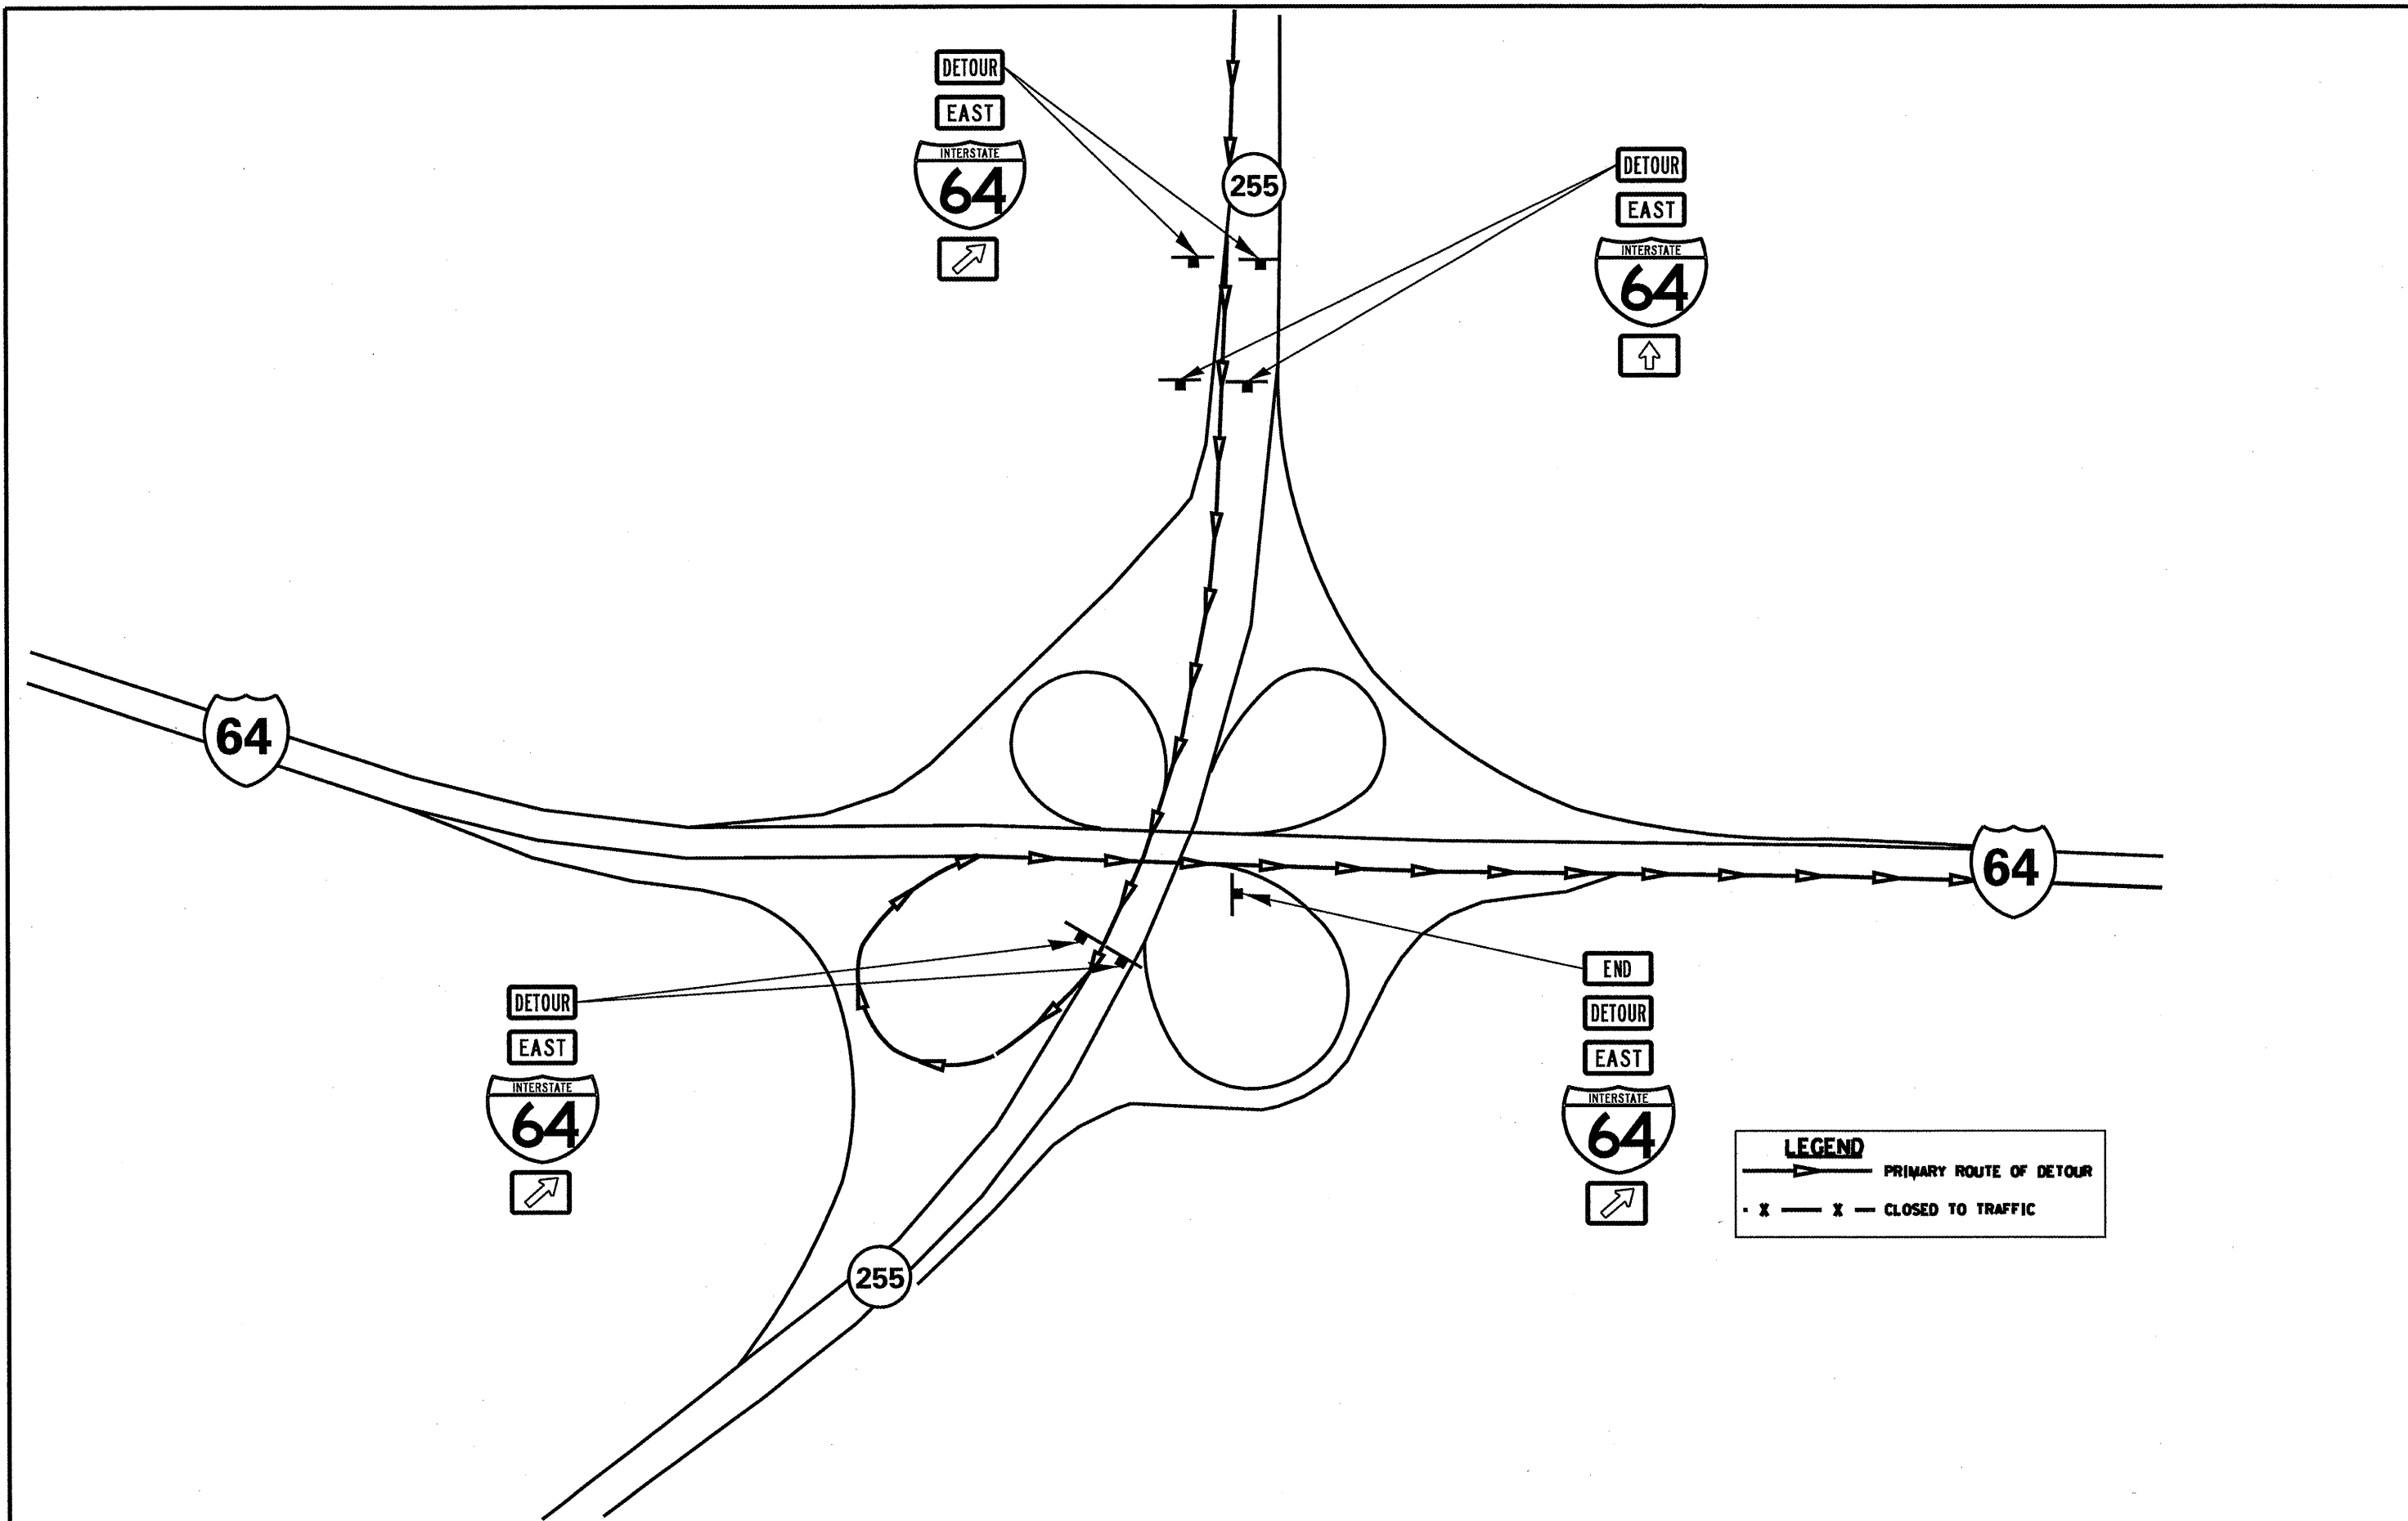 DETOUR
EAST
INTERSTATE
64
255
DETOUR
EAST
INTERSTATE
64
64
64
DETOUR
EAST
INTERSTATE
64
END
DETOUR
EAST
INTERSTATE
64
LEGEND
PRIMARY ROUTE OF DETOUR
X X CLOSED TO TRAFFIC
255